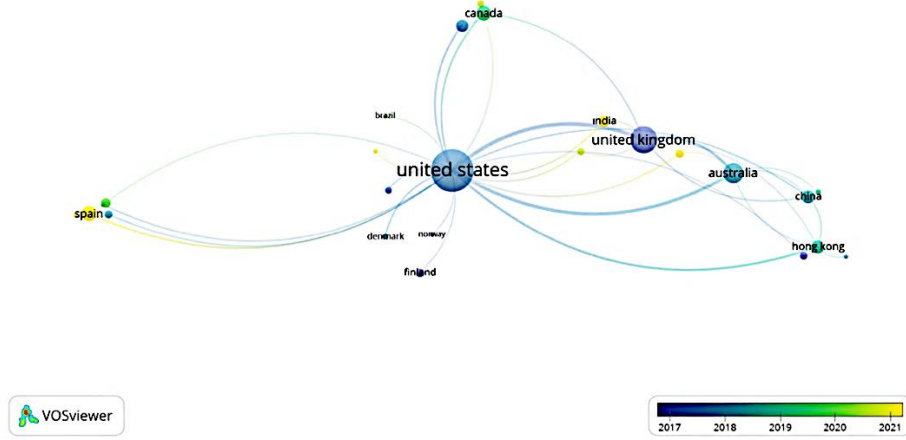 canada
brazil
india
united kingdom
united states
australia
china
spain
denmark
norway
hong kong
finland
VOSviewer
2017 2018 2019 2020 2021